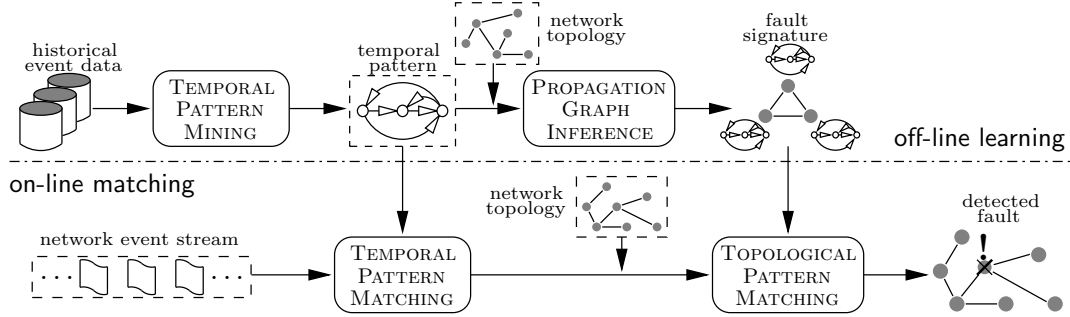 historical
event data
TEMPORAL
PATTERN
MINING
temporal
pattern
network
topology
PROPAGATION
GRAPH
INFERENCE
fault
signature
off-line learning
on-line matching
network event stream
TEMPORAL
PATTERN
MATCHING
network
topology
TOPOLOGICAL
PATTERN
MATCHING
detected
fault
!